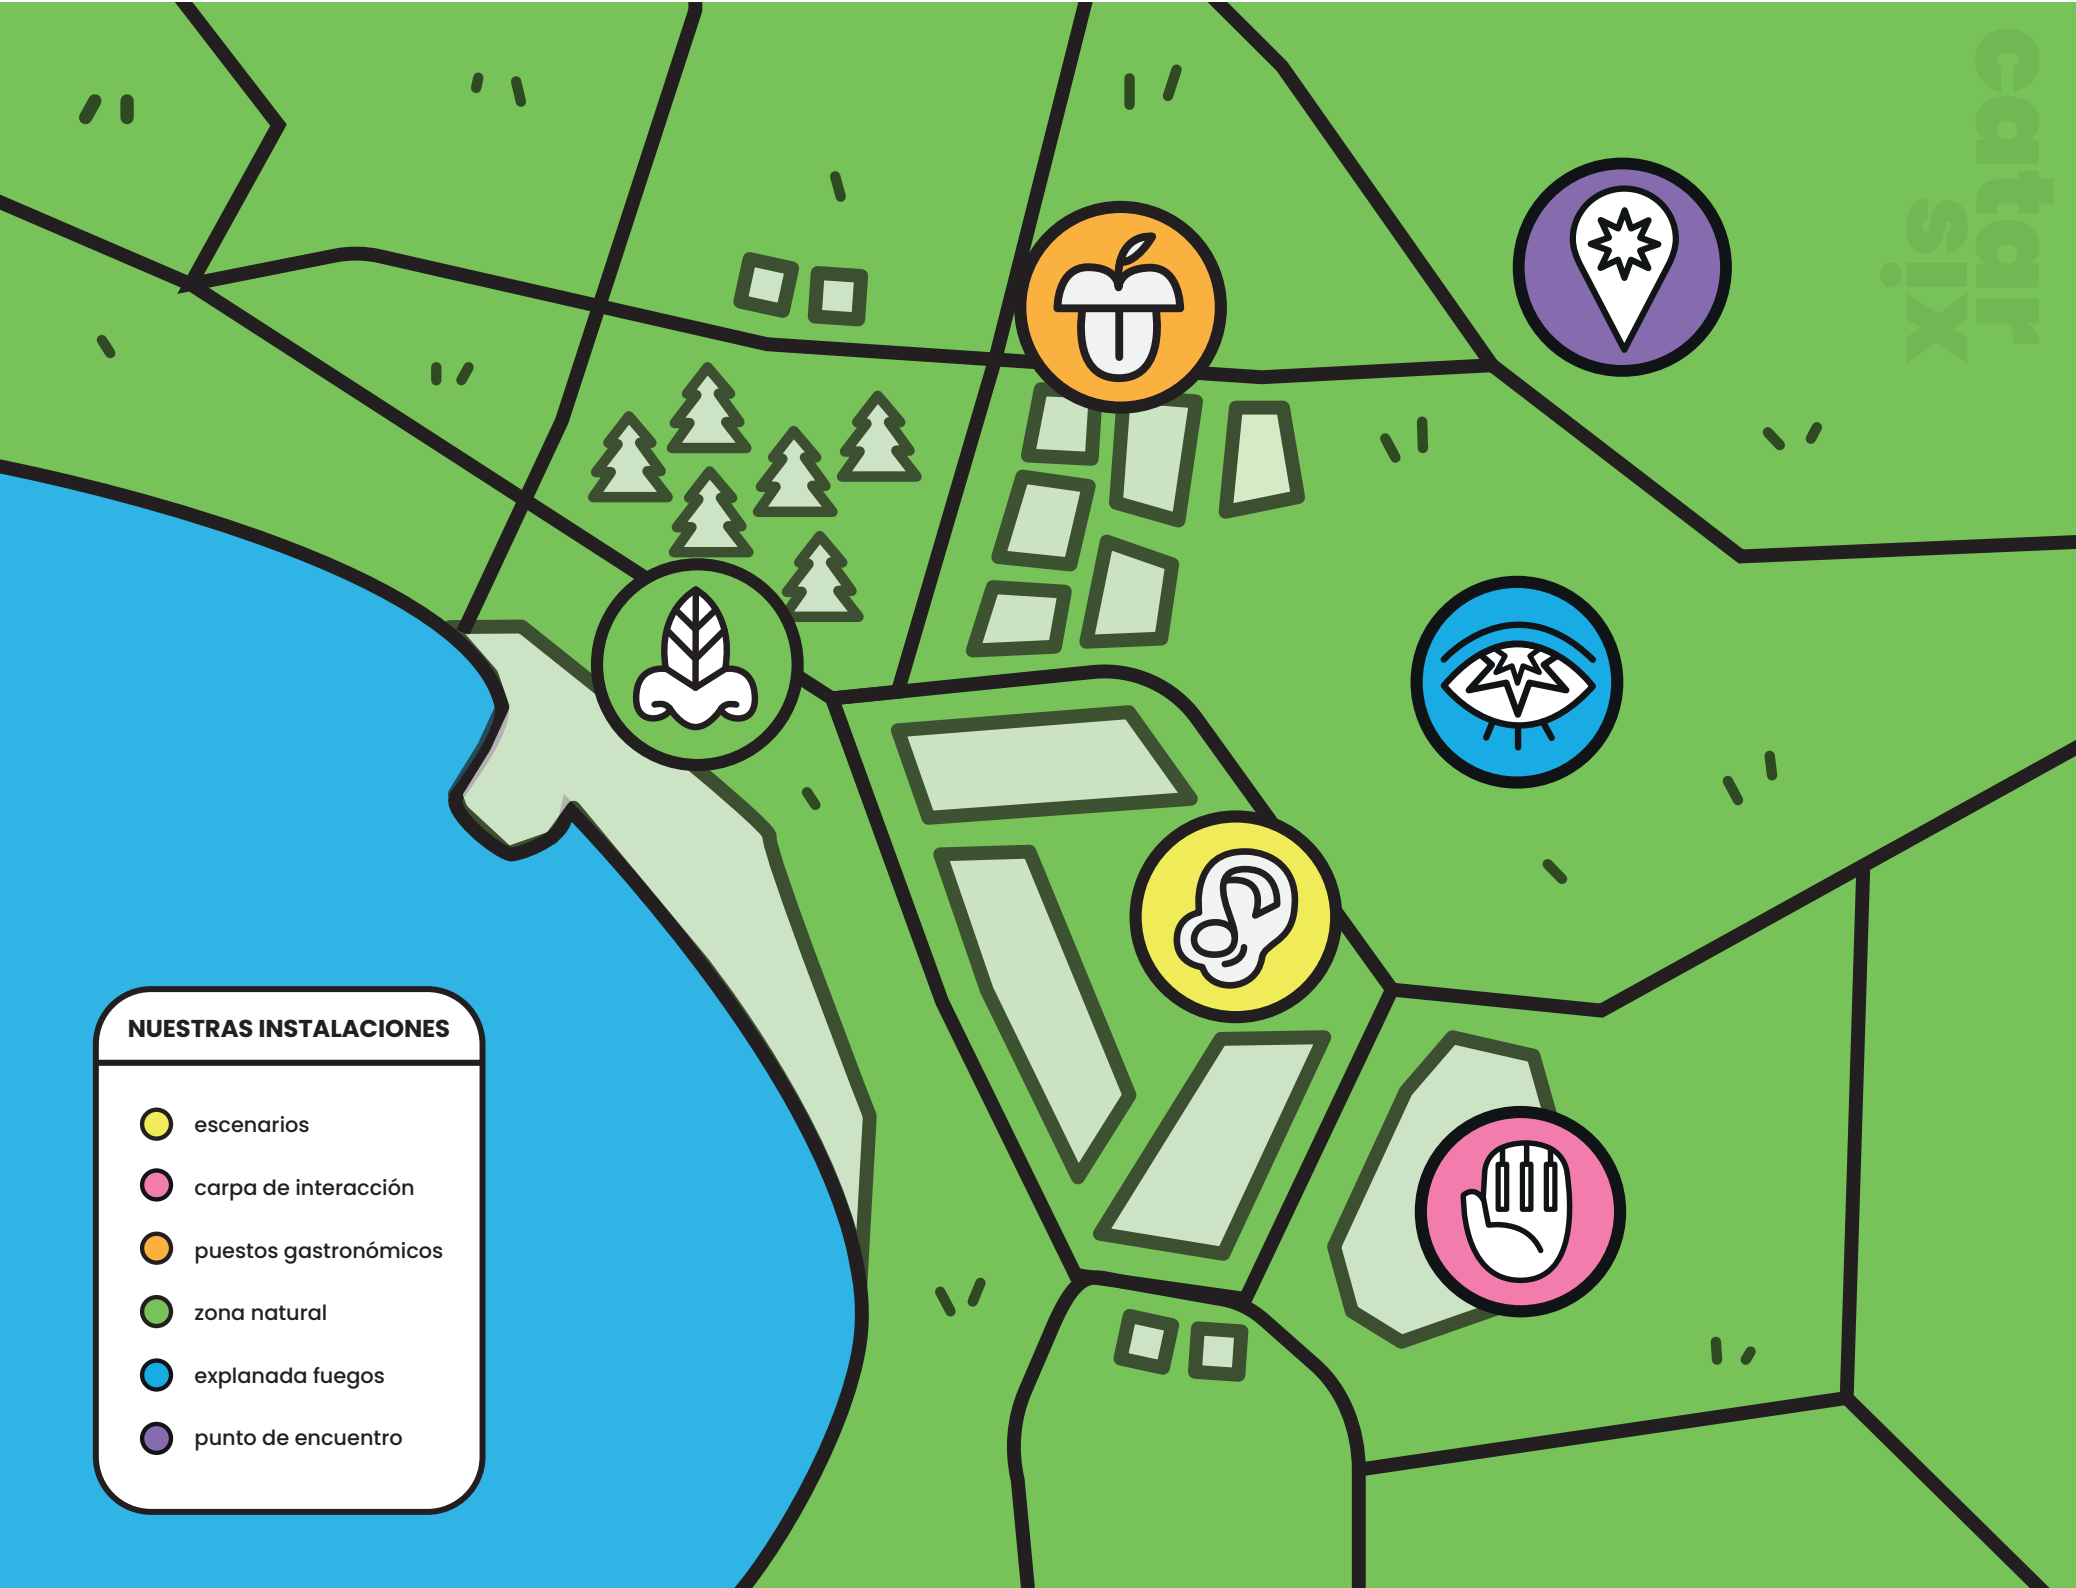 catar
six
NUESTRAS INSTALACIONES
escenarios
carpa de interacción
puestos gastronómicos
zona natural
explanada fuegos
punto de encuentro